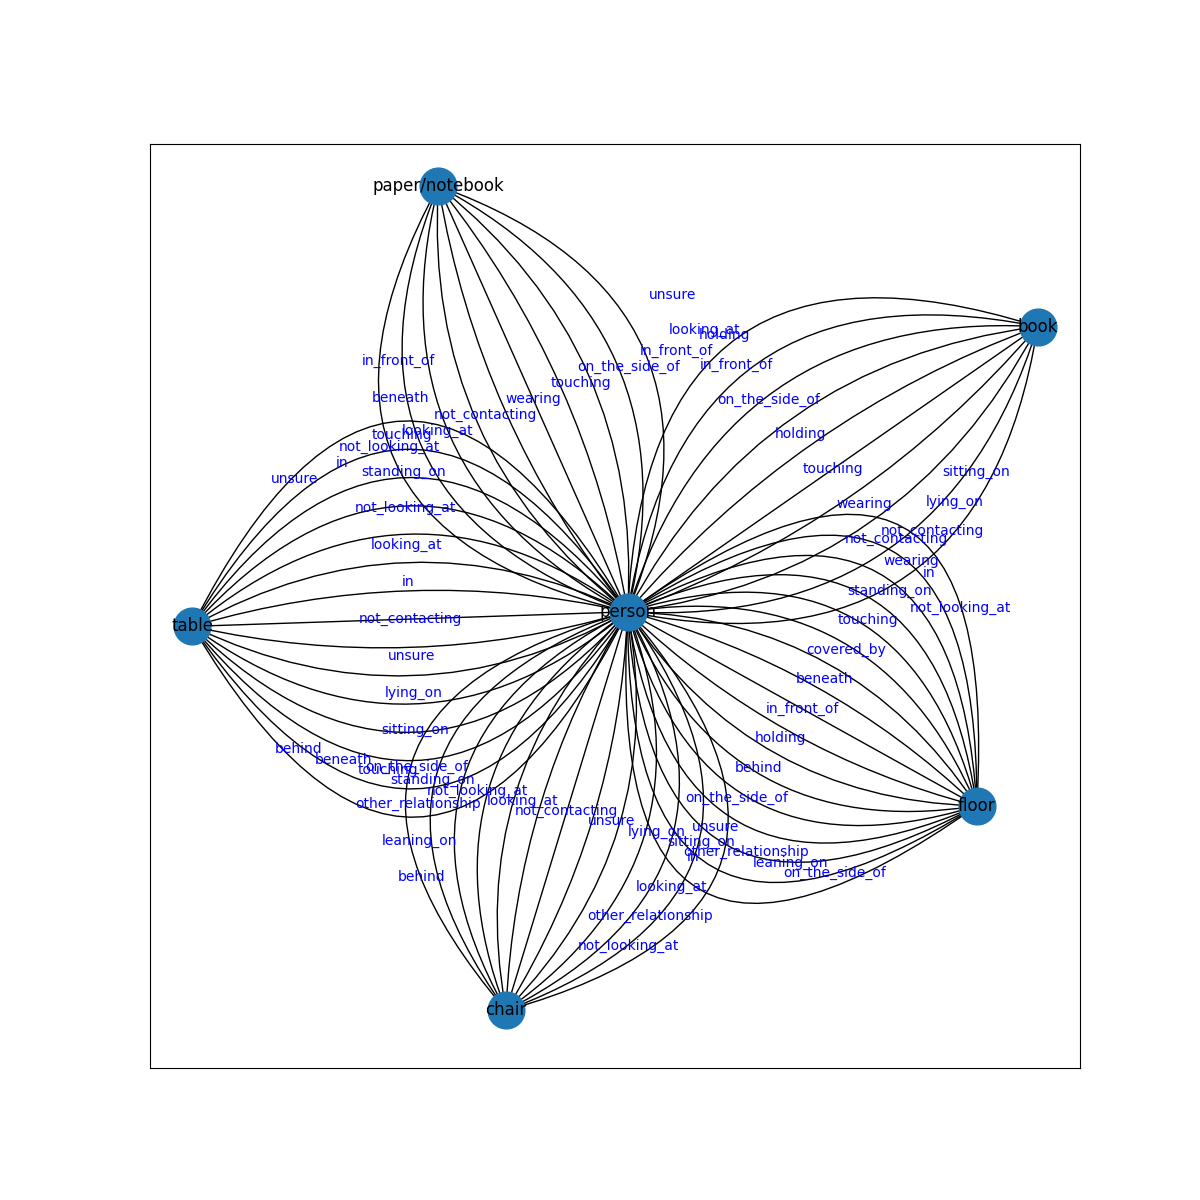 paper/notebook
unsure
book
looking_at
holding
in_front_of
in_front_of
in_front_of
on_the_side_of
touching
beneath
wearing
on_the_side_of
not_contacting
looking_at
touching
holding
not_looking_at
in
standing_on
touching
sitting_on
unsure
lying_on
wearing
not_looking_at
not_contacting
not_contacting
looking_at
wearing
in
in
standing_on
not_looking_at
person
not_contacting
touching
table
covered_by
unsure
beneath
lying_on
in_front_of
sitting_on
holding
behind
beneath
on_the_side_of
touching
behind
standing_on
not_looking_at
on_the_side_of
looking_at
other_relationship
floor
not_contacting
unsure
unsure
lying_on
leaning_on
sitting_on
other_relationship
in
leaning_on
on_the_side_of
behind
looking_at
other_relationship
not_looking_at
chair